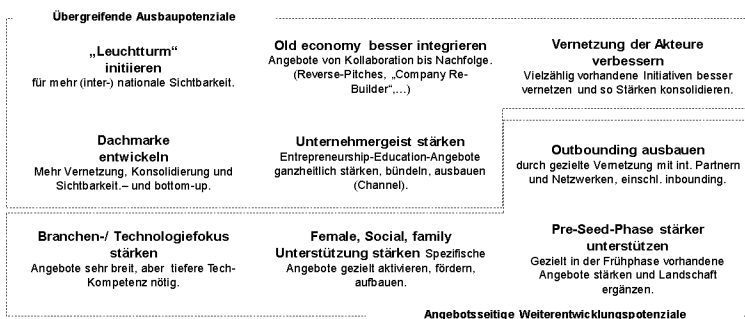 Übergreifende Ausbaupotenziale
„Leuchtturm“
initiieren
für mehr (inter-) nationale Sichtbarkeit.
Old economy besser integrieren
Angebote von Kollaboration bis Nachfolge.
(Reverse-Pitches, „Company Re-
Builder“,...)
Vernetzung der Akteure
verbessern
Vielzählig vorhandene Initiativen besser
vernetzen und so Stärken konsolidieren.
Dachmarke
entwickeln
Mehr Vernetzung, Konsolidierung und
Sichtbarkeit.– und bottom-up.
Unternehmergeist stärken
Entrepreneurship-Education-Angebote
ganzheitlich stärken, bündeln, ausbauen
(Channel).
Outbounding ausbauen
durch gezielte Vernetzung mit int. Partnern
und Netzwerken, einschl. inbounding.
Branchen-/ Technologiefokus
stärken
Angebote sehr breit, aber tiefere Tech-
Kompetenz nötig.
Female, Social, family
Unterstützung stärken Spezifische
Angebote gezielt aktivieren, fördern,
aufbauen.
Pre-Seed-Phase stärker
unterstützen
Gezielt in der Frühphase vorhandene
Angebote stärken und Landschaft
ergänzen.
Angebotsseitige Weiterentwicklungspotenziale